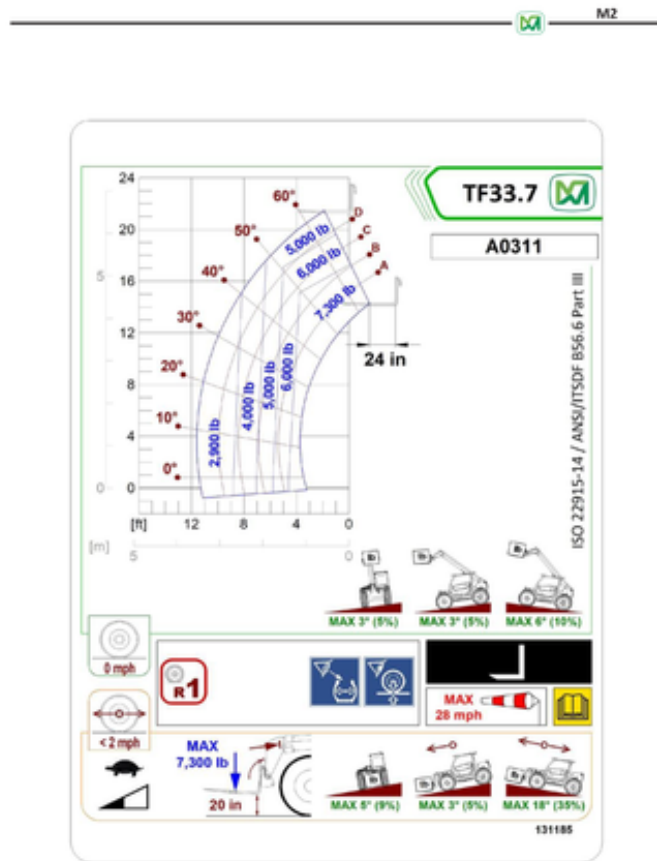 M2
TF33.7
A0311
24
20
16
12
8
4
0
5
0
60°
50°
40°
30°
20°
10°
0°
D
C
B
A
5,000 lb
6,000 lb
7,300 lb
2,900 lb
4,000 lb
5,000 lb
6,000 lb
24 in
[ft] 12 8 4 0
[m] 5 0
ISO 22915-14 / ANSI/ITSDF B56.6 Part III
MAX 3° (5%) MAX 3° (5%) MAX 6° (10%)
0 mph
R1
MAX
28 mph
< 2 mph
MAX
7,300 lb
20 in
MAX 5° (9%) MAX 3° (5%) MAX 18° (35%)
131185